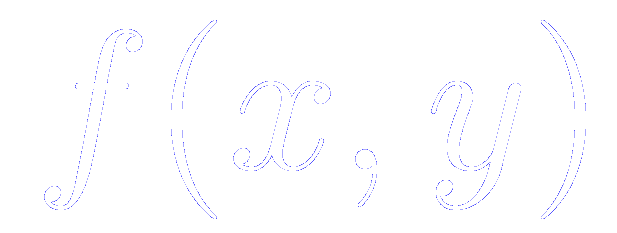 f(x, y)